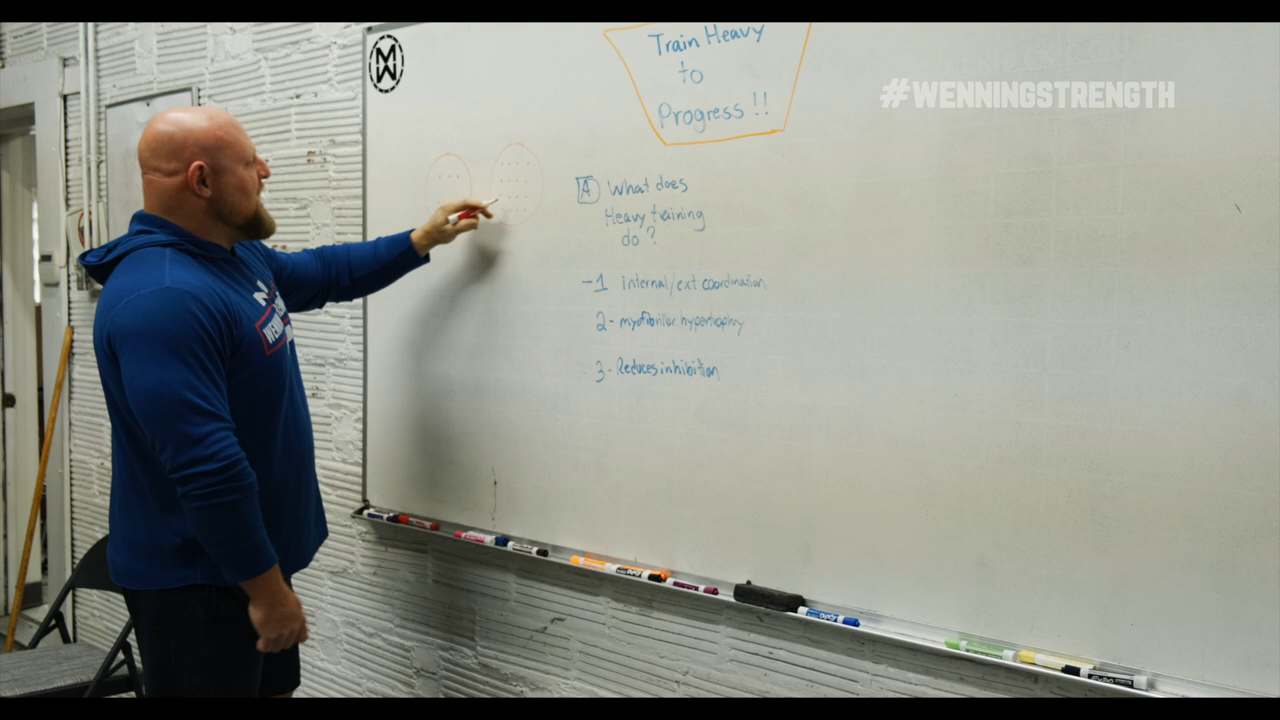 Train Heavy
to
Progress !!
#WENNINGSTRENGTH
A What does
Heavy training
do ?
-1 internal/ext coordination
2- myofibrillar hypertrophy
3- Reduces inhibition